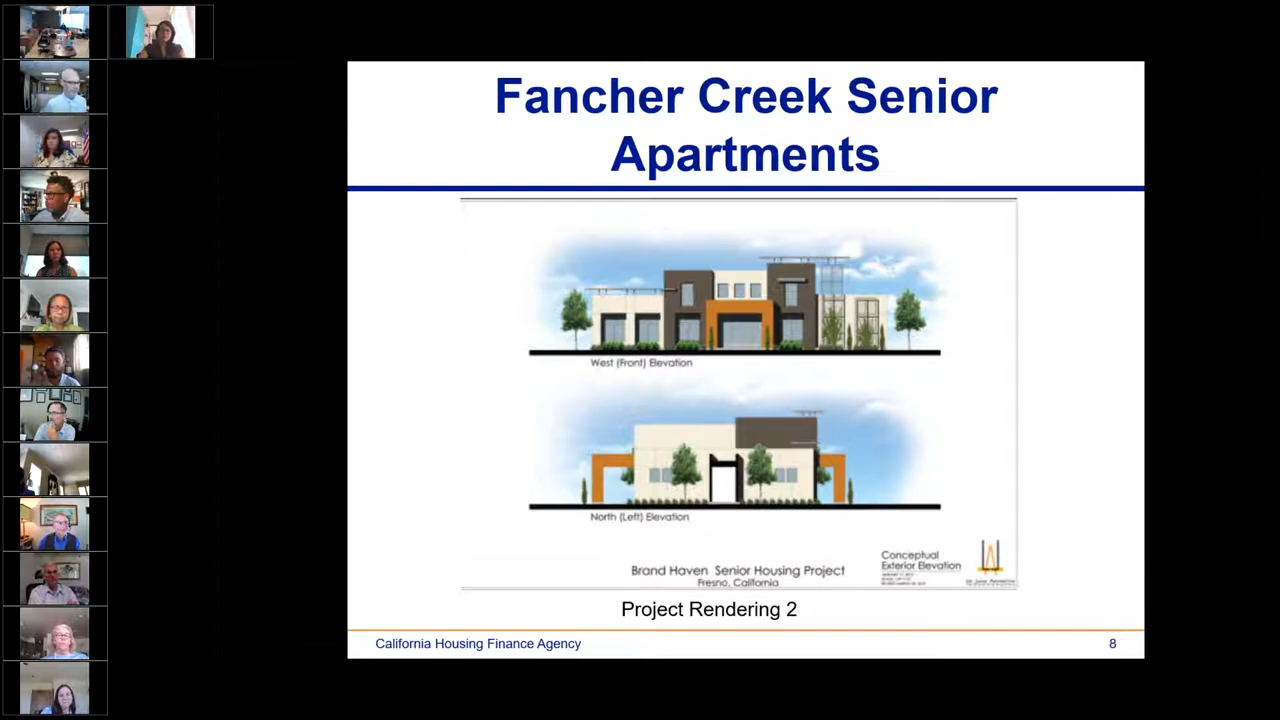 Fancher Creek Senior
Apartments
West (Front) Elevation
North (Left) Elevation
Conceptual
Exterior Elevation
Brand Haven Senior Housing Project
Fresno, California
Project Rendering 2
California Housing Finance Agency
8